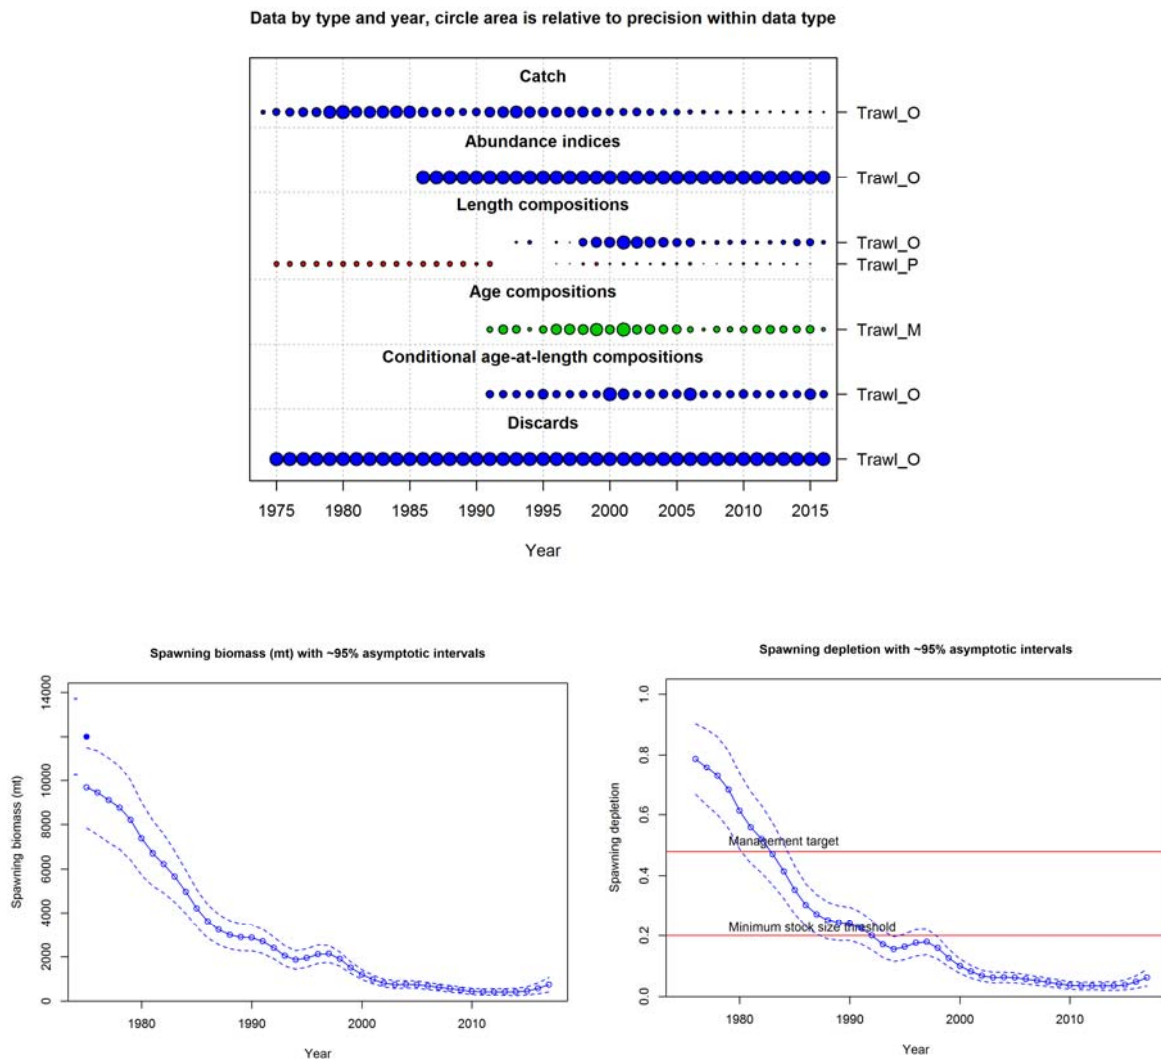 Data by type and year, circle area is relative to precision within data type
Catch
Trawl_O
Abundance indices
Trawl_O
Length compositions
Trawl_O
Trawl_P
Age compositions
Trawl_M
Conditional age-at-length compositions
Trawl_O
Discards
Trawl_O
1975 1980 1985 1990 1995 2000 2005 2010 2015
Year
Spawning biomass (mt) with ~95% asymptotic intervals
Spawning biomass (mt)
14000
10000
8000
6000
4000
2000
0
1980 1990 2000 2010
Year
Spawning depletion with ~95% asymptotic intervals
Spawning depletion
1.0
0.8
0.6
0.4
0.2
0.0
Management target
Minimum stock size threshold
1980 1990 2000 2010
Year